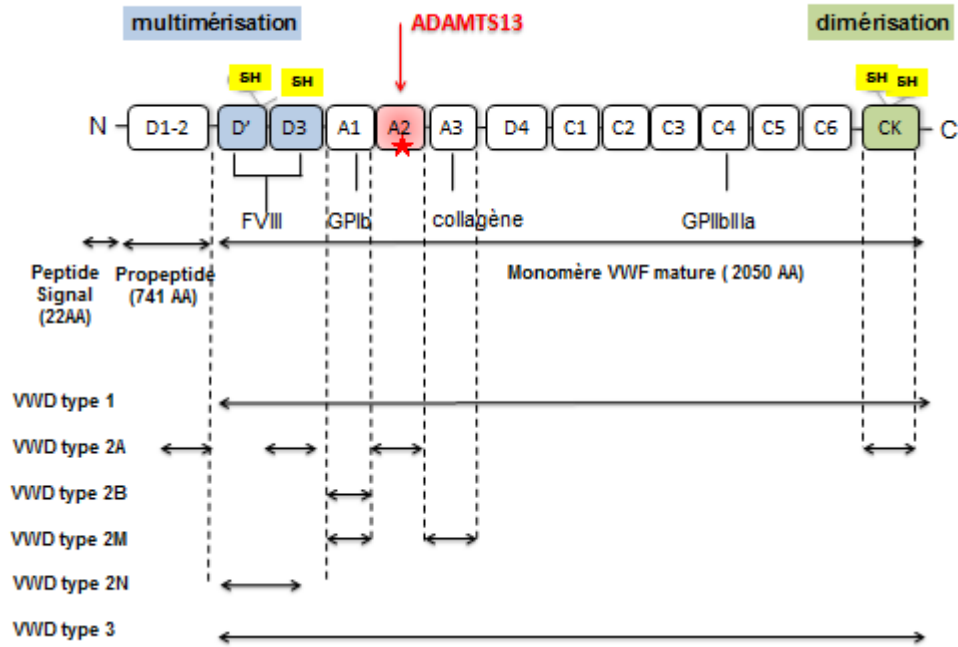 multimérisation
ADAMTS13
dimérisation
SH SH SH SH
N D1-2 D' D3 A1 A2 A3 D4 C1 C2 C3 C4 C5 C6 CK C
FVIII GPIb collagène GPIIbIIIa
Peptide Signal (22AA)
Propeptide (741 AA)
Monomère VWF mature ( 2050 AA)
VWD type 1
VWD type 2A
VWD type 2B
VWD type 2M
VWD type 2N
VWD type 3